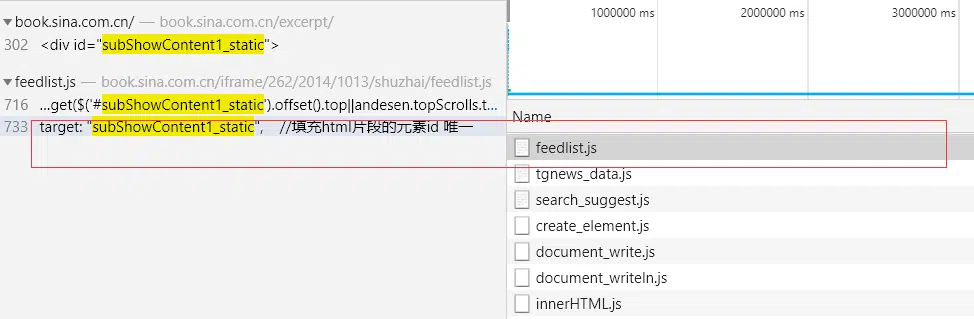 book.sina.com.cn/ — book.sina.com.cn/excerpt/
302 <div id="subShowContent1_static">
feedlist.js — book.sina.com.cn/iframe/262/2014/1013/shuzhai/feedlist.js
716 ...get($('#subShowContent1_static').offset().top||andesen.topScrolls.t...
733 target: "subShowContent1_static", //填充html片段的元素id 唯一
1000000 ms 2000000 ms 3000000 ms
Name
feedlist.js
tgnews_data.js
search_suggest.js
create_element.js
document_write.js
document_writeln.js
innerHTML.js